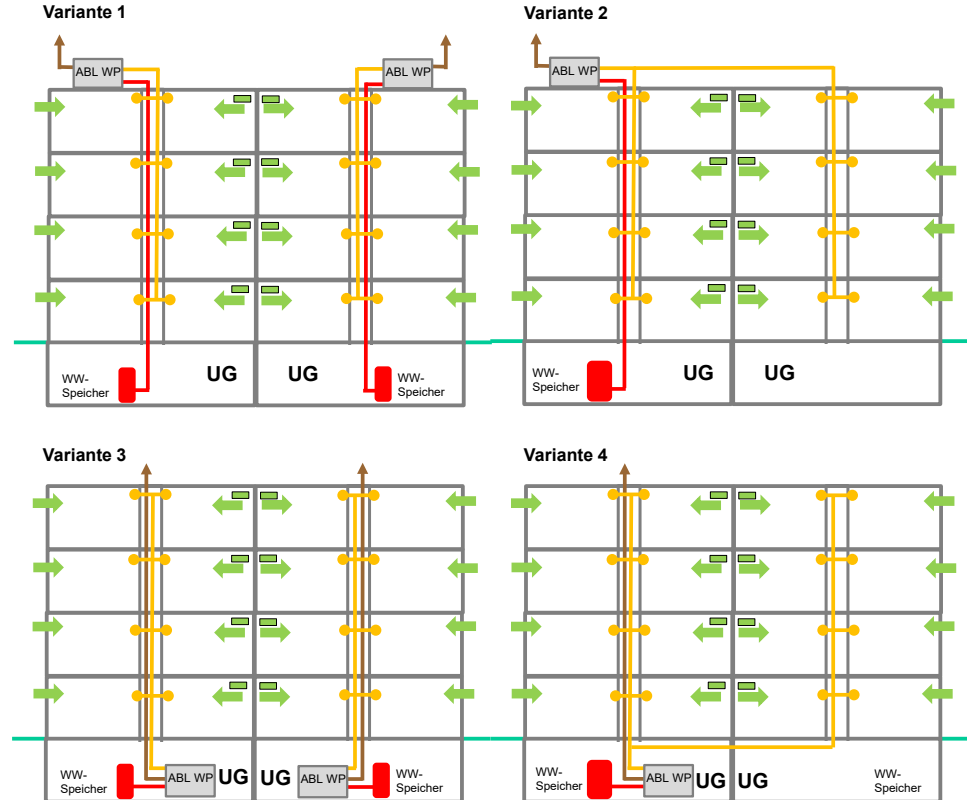 Variante 1
ABL WP
ABL WP
WW-
Speicher
UG
UG
WW-
Speicher
Variante 2
ABL WP
WW-
Speicher
UG
UG
Variante 3
WW-
Speicher
ABL WP
UG
UG
ABL WP
WW-
Speicher
Variante 4
WW-
Speicher
ABL WP
UG
UG
WW-
Speicher